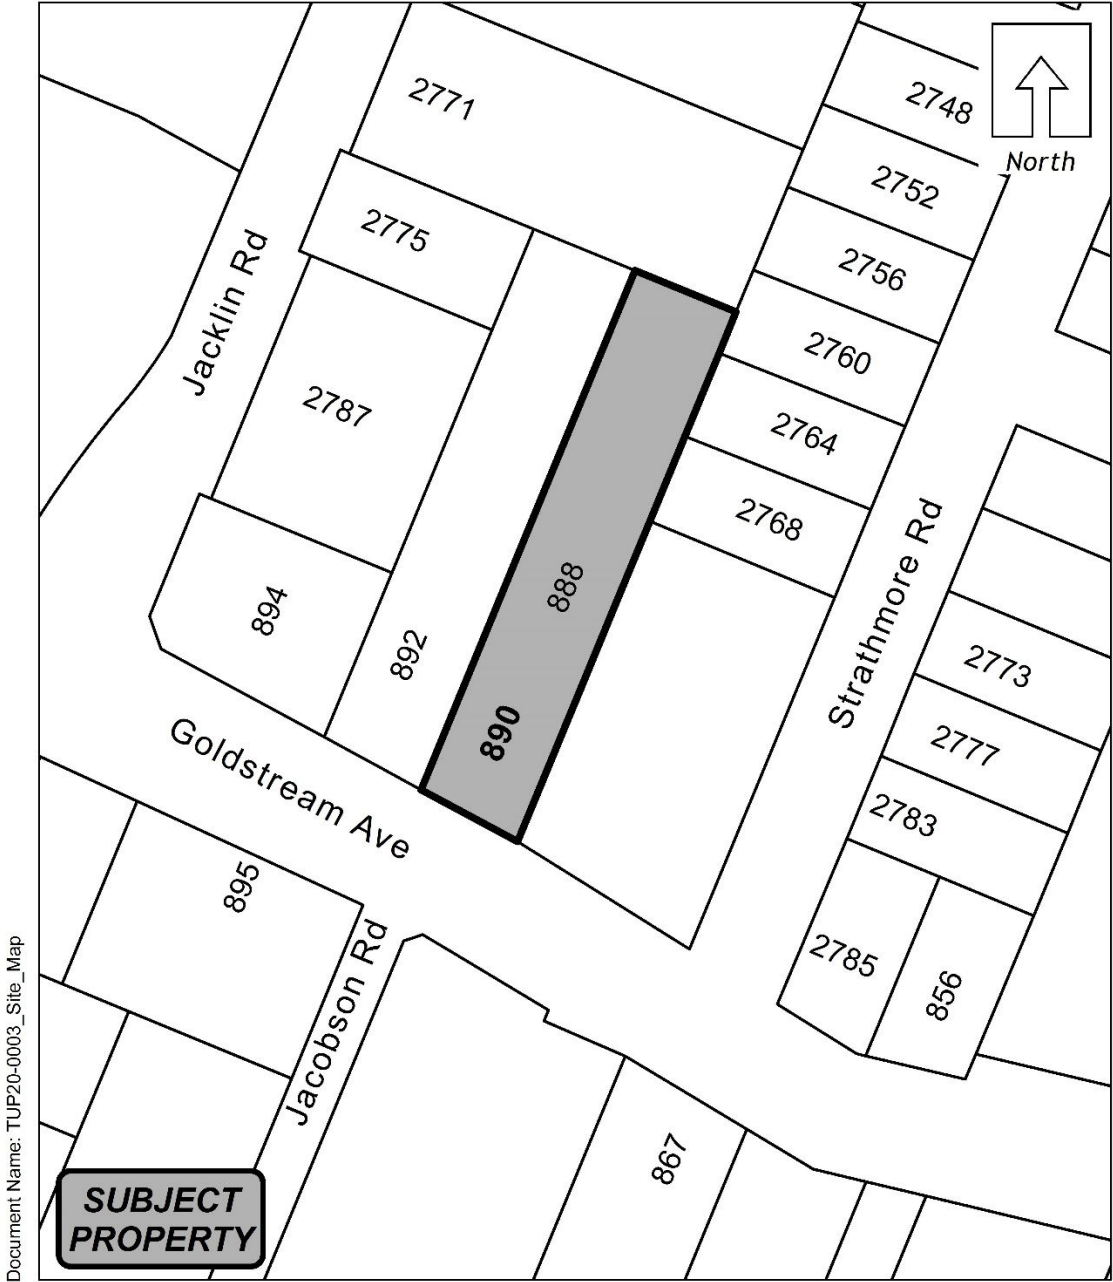 2771
2748
North
2752
2775
2756
Jacklin Rd
2760
2787
2764
2768
888
894
892
Strathmore Rd
2773
890
2777
Goldstream Ave
2783
895
2785
856
Jacobson Rd
867
SUBJECT
PROPERTY
Document Name: TUP20-0003_Site_Map